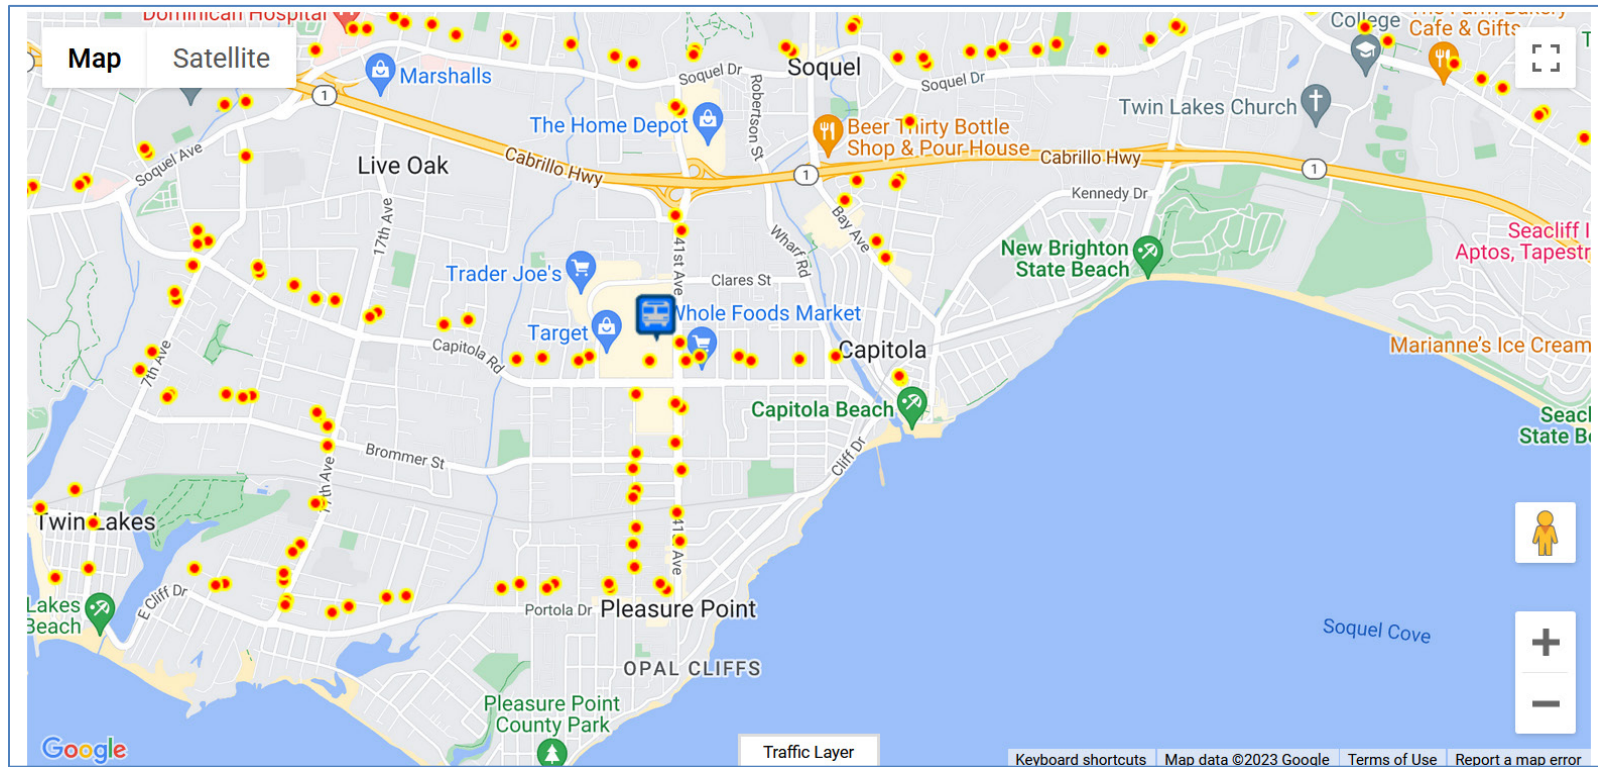 Dominican Hospital
College
The Farm Bakery
Cafe & Gifts
Map
Satellite
Marshalls
Soquel Dr
Soquel
Soquel Dr
Robertson St
1
Twin Lakes Church
The Home Depot
Beer Thirty Bottle
Shop & Pour House
Soquel Ave
Live Oak
Cabrillo Hwy
Cabrillo Hwy
1
1
Kennedy Dr
17th Ave
Bay Ave
Wharf Rd
41st Ave
Seacliff I
Aptos, Tapestr
New Brighton
State Beach
Trader Joe's
Clares St
Whole Foods Market
Target
Capitola Rd
Capitola
Marianne's Ice Cream
7th Ave
Capitola Beach
Seacl
State B
Brommer St
Cliff Dr
17th Ave
Twin Lakes
41st Ave
E Cliff Dr
Lakes
Beach
Portola Dr
Pleasure Point
Soquel Cove
OPAL CLIFFS
Pleasure Point
County Park
Google
Traffic Layer
Keyboard shortcuts
Map data ©2023 Google
Terms of Use
Report a map error